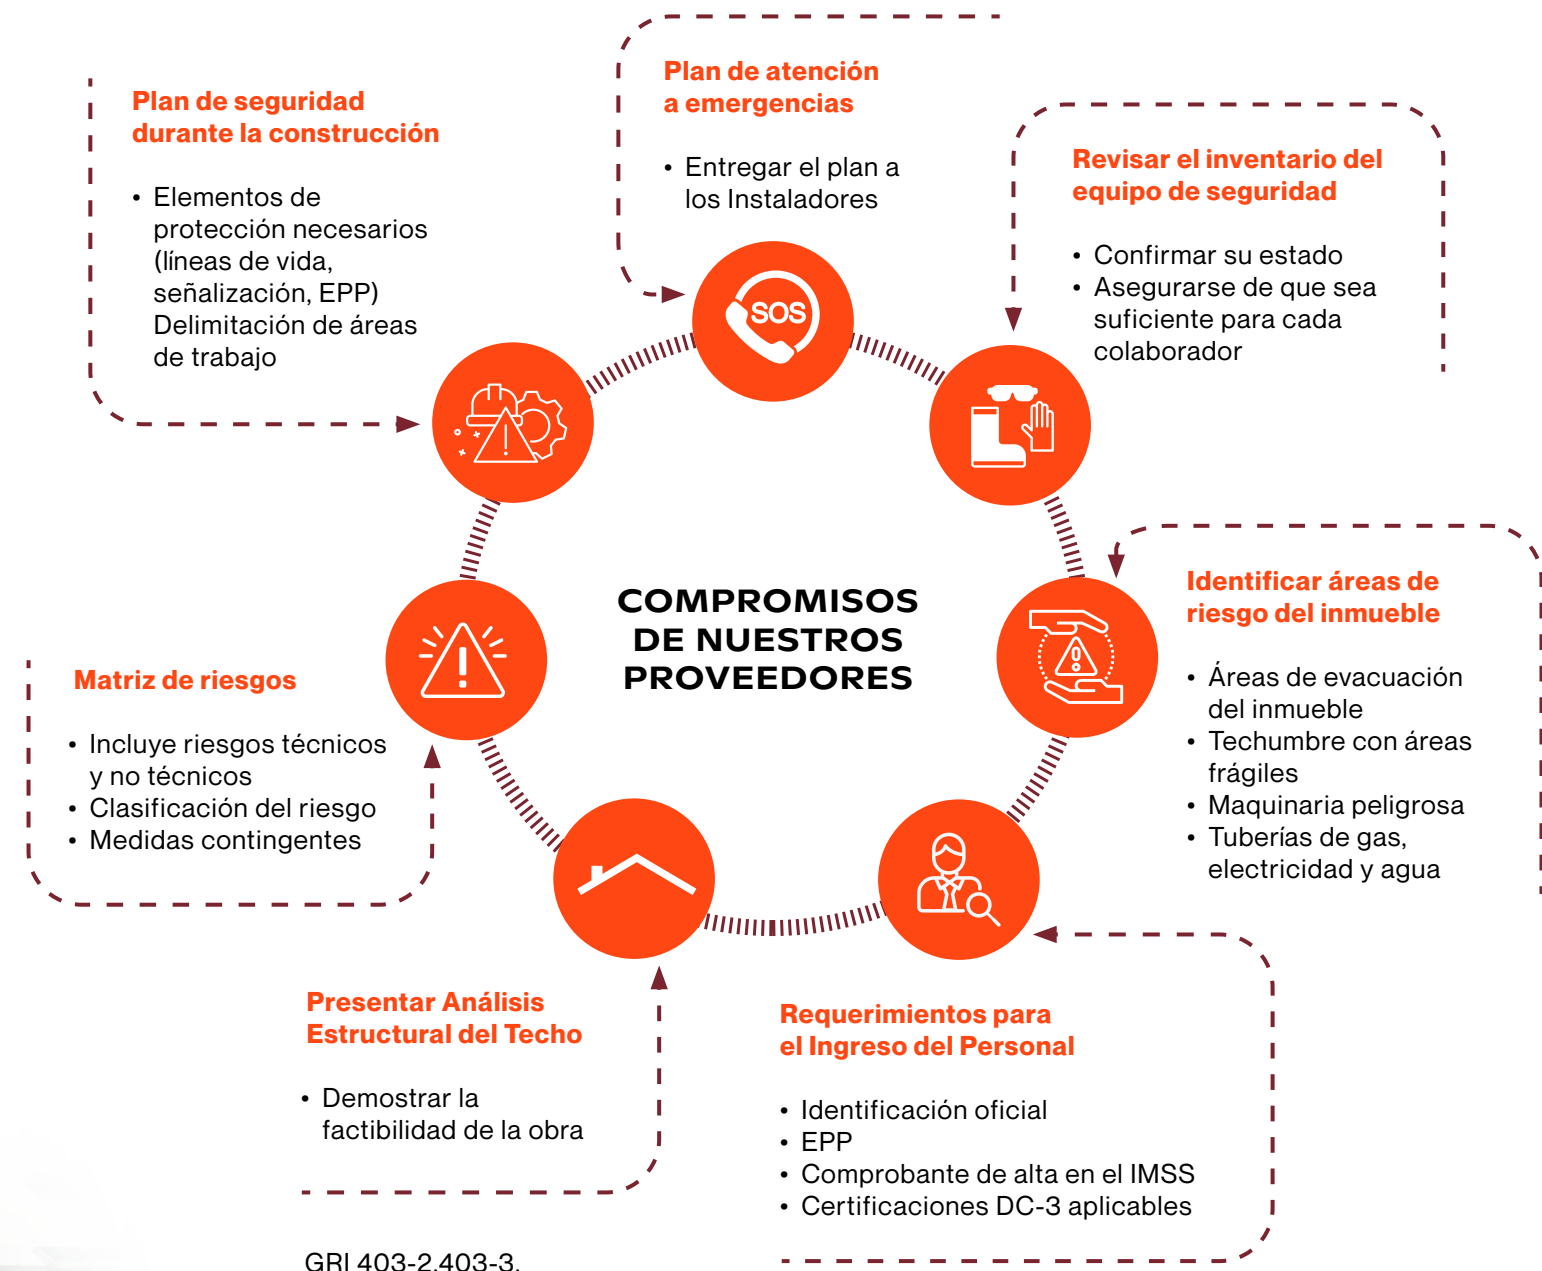 Plan de atención
a emergencias
• Entregar el plan a
los Instaladores
Plan de seguridad
durante la construcción
• Elementos de
protección necesarios
(líneas de vida,
señalización, EPP)
Delimitación de áreas
de trabajo
Revisar el inventario del
equipo de seguridad
• Confirmar su estado
• Asegurarse de que sea
suficiente para cada
colaborador
SOS
COMPROMISOS
DE NUESTROS
PROVEEDORES
Identificar áreas de
riesgo del inmueble
• Áreas de evacuación
del inmueble
• Techumbre con áreas
frágiles
• Maquinaria peligrosa
• Tuberías de gas,
electricidad y agua
Matriz de riesgos
• Incluye riesgos técnicos
y no técnicos
• Clasificación del riesgo
• Medidas contingentes
Presentar Análisis
Estructural del Techo
• Demostrar la
factibilidad de la obra
Requerimientos para
el Ingreso del Personal
• Identificación oficial
• EPP
• Comprobante de alta en el IMSS
• Certificaciones DC-3 aplicables
GRI 403-2,403-3,